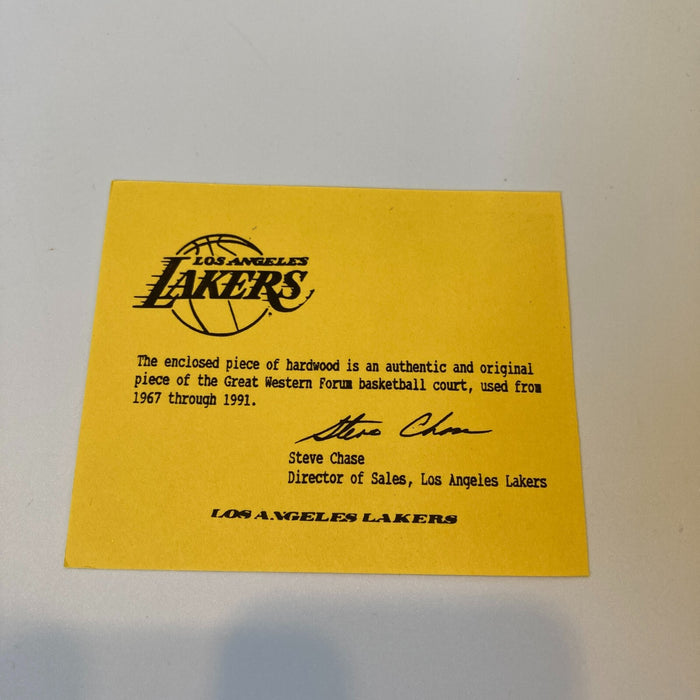 LOS ANGELES
LAKERS
The enclosed piece of hardwood is an authentic and original
piece of the Great Western Forum basketball court, used from
1967 through 1991.
Steve Chase
Steve Chase
Director of Sales, Los Angeles Lakers
LOS ANGELES LAKERS